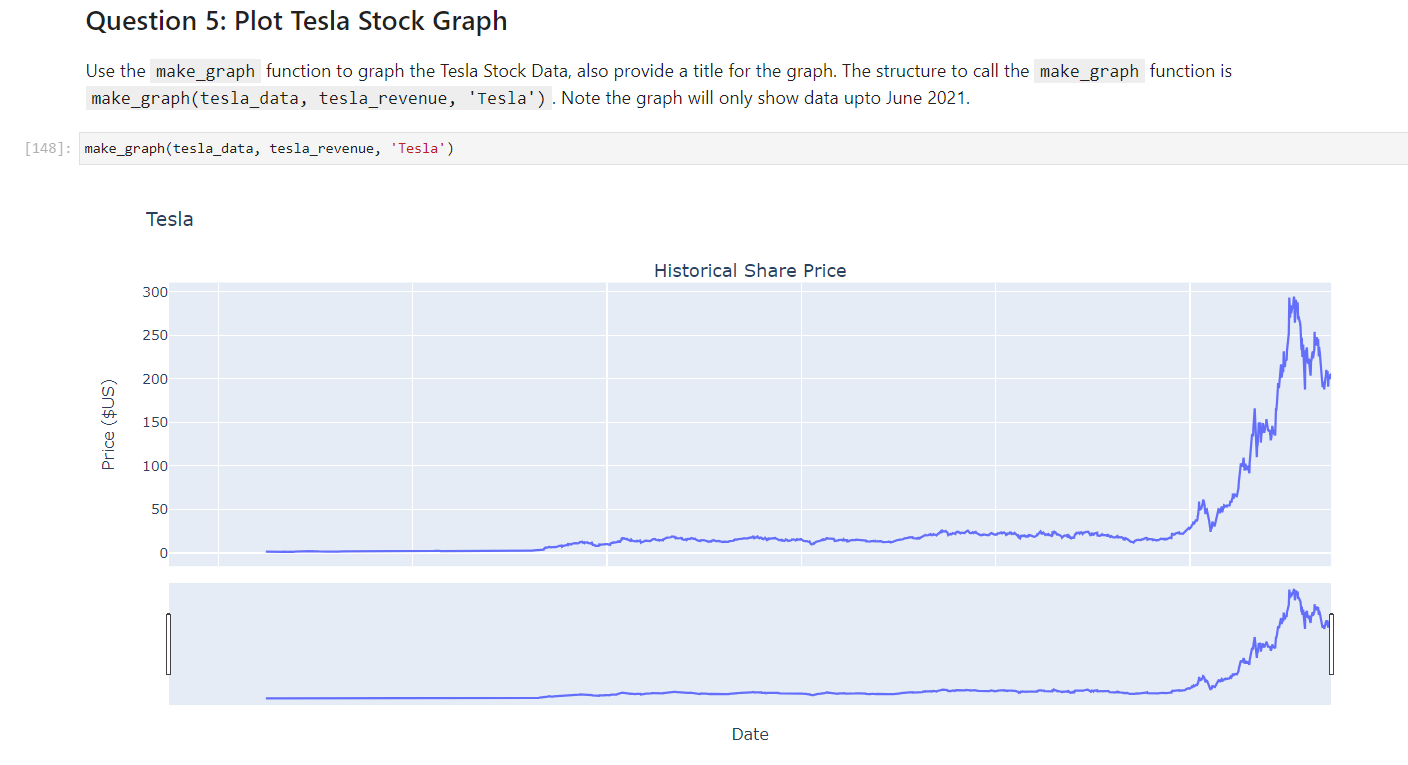 Question 5: Plot Tesla Stock Graph
Use the make_graph function to graph the Tesla Stock Data, also provide a title for the graph. The structure to call the make_graph function is
make_graph(tesla_data, tesla_revenue, 'Tesla'). Note the graph will only show data upto June 2021.
[148]: make_graph(tesla_data, tesla_revenue, 'Tesla')
Tesla
Historical Share Price
300
250
200
150
100
50
0
Price ($US)
Date